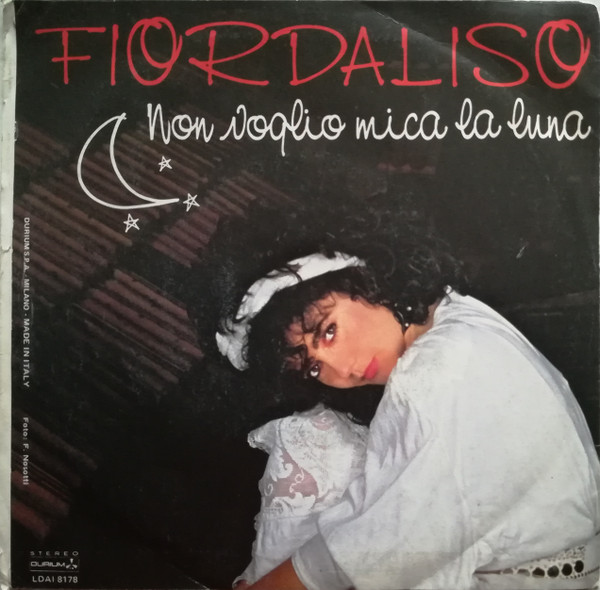 FIORDALISO
Non voglio mica la luna
DURIUM S.P.A. - MILANO - MADE IN ITALY
Foto: P. Nosotti
STEREO
DURIUM
LDAI 8178